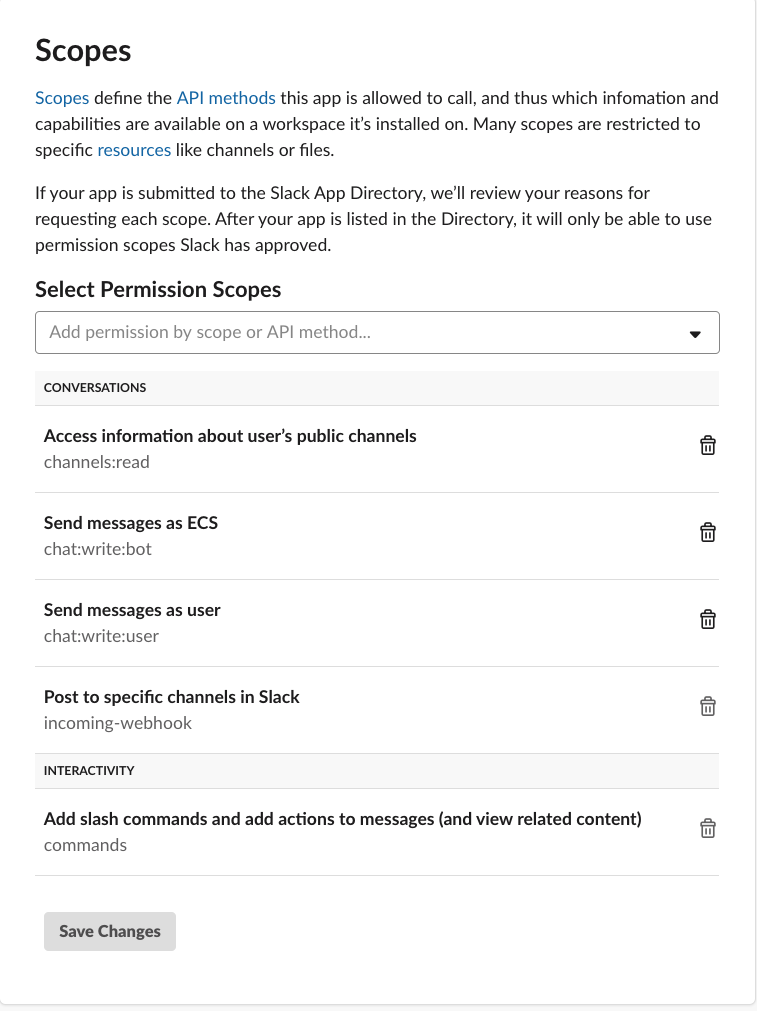 Scopes
Scopes define the API methods this app is allowed to call, and thus which infomation and
capabilities are available on a workspace it’s installed on. Many scopes are restricted to
specific resources like channels or files.
If your app is submitted to the Slack App Directory, we’ll review your reasons for
requesting each scope. After your app is listed in the Directory, it will only be able to use
permission scopes Slack has approved.
Select Permission Scopes
Add permission by scope or API method...
CONVERSATIONS
Access information about user’s public channels
channels:read
Send messages as ECS
chat:write:bot
Send messages as user
chat:write:user
Post to specific channels in Slack
incoming-webhook
INTERACTIVITY
Add slash commands and add actions to messages (and view related content)
commands
Save Changes